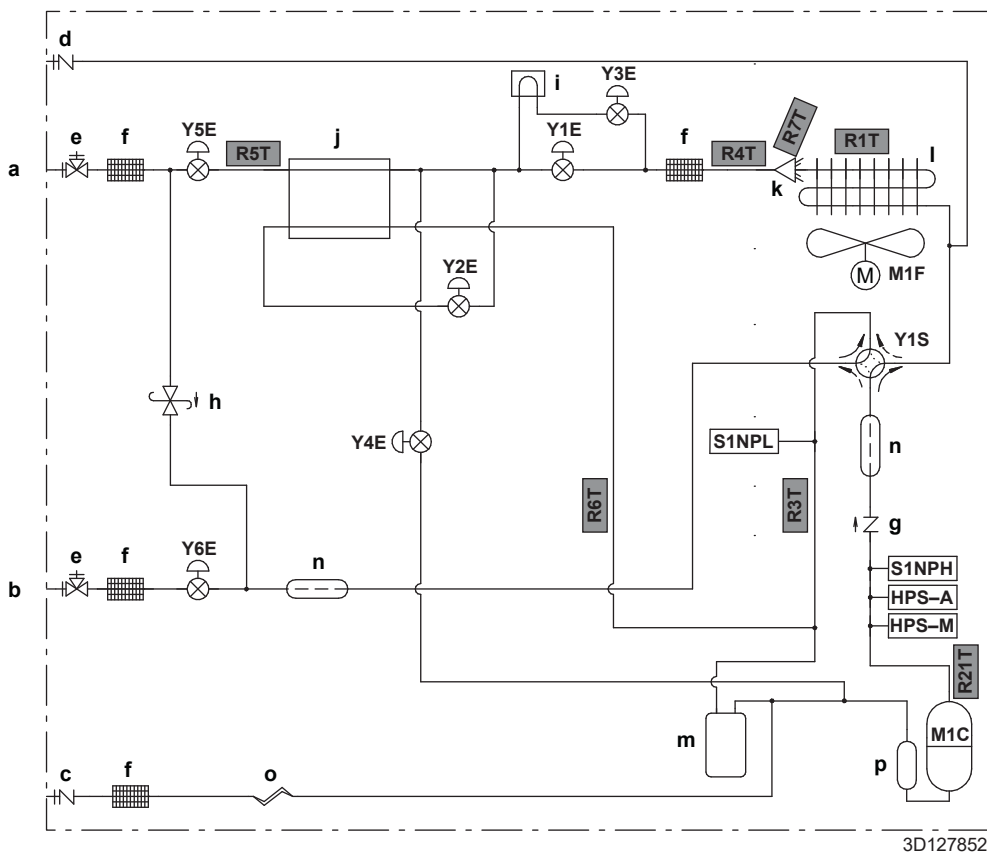 d
i
Y3E
e
f
Y5E
R5T
j
Y1E
f
R4T
R7T
R1T
l
a
k
Y2E
M
M1F
Y1S
h
Y4E
S1NPL
n
R6T
R3T
g
e
f
Y6E
n
b
S1NPH
HPS–A
HPS–M
R21T
m
M1C
p
c
f
o
3D127852